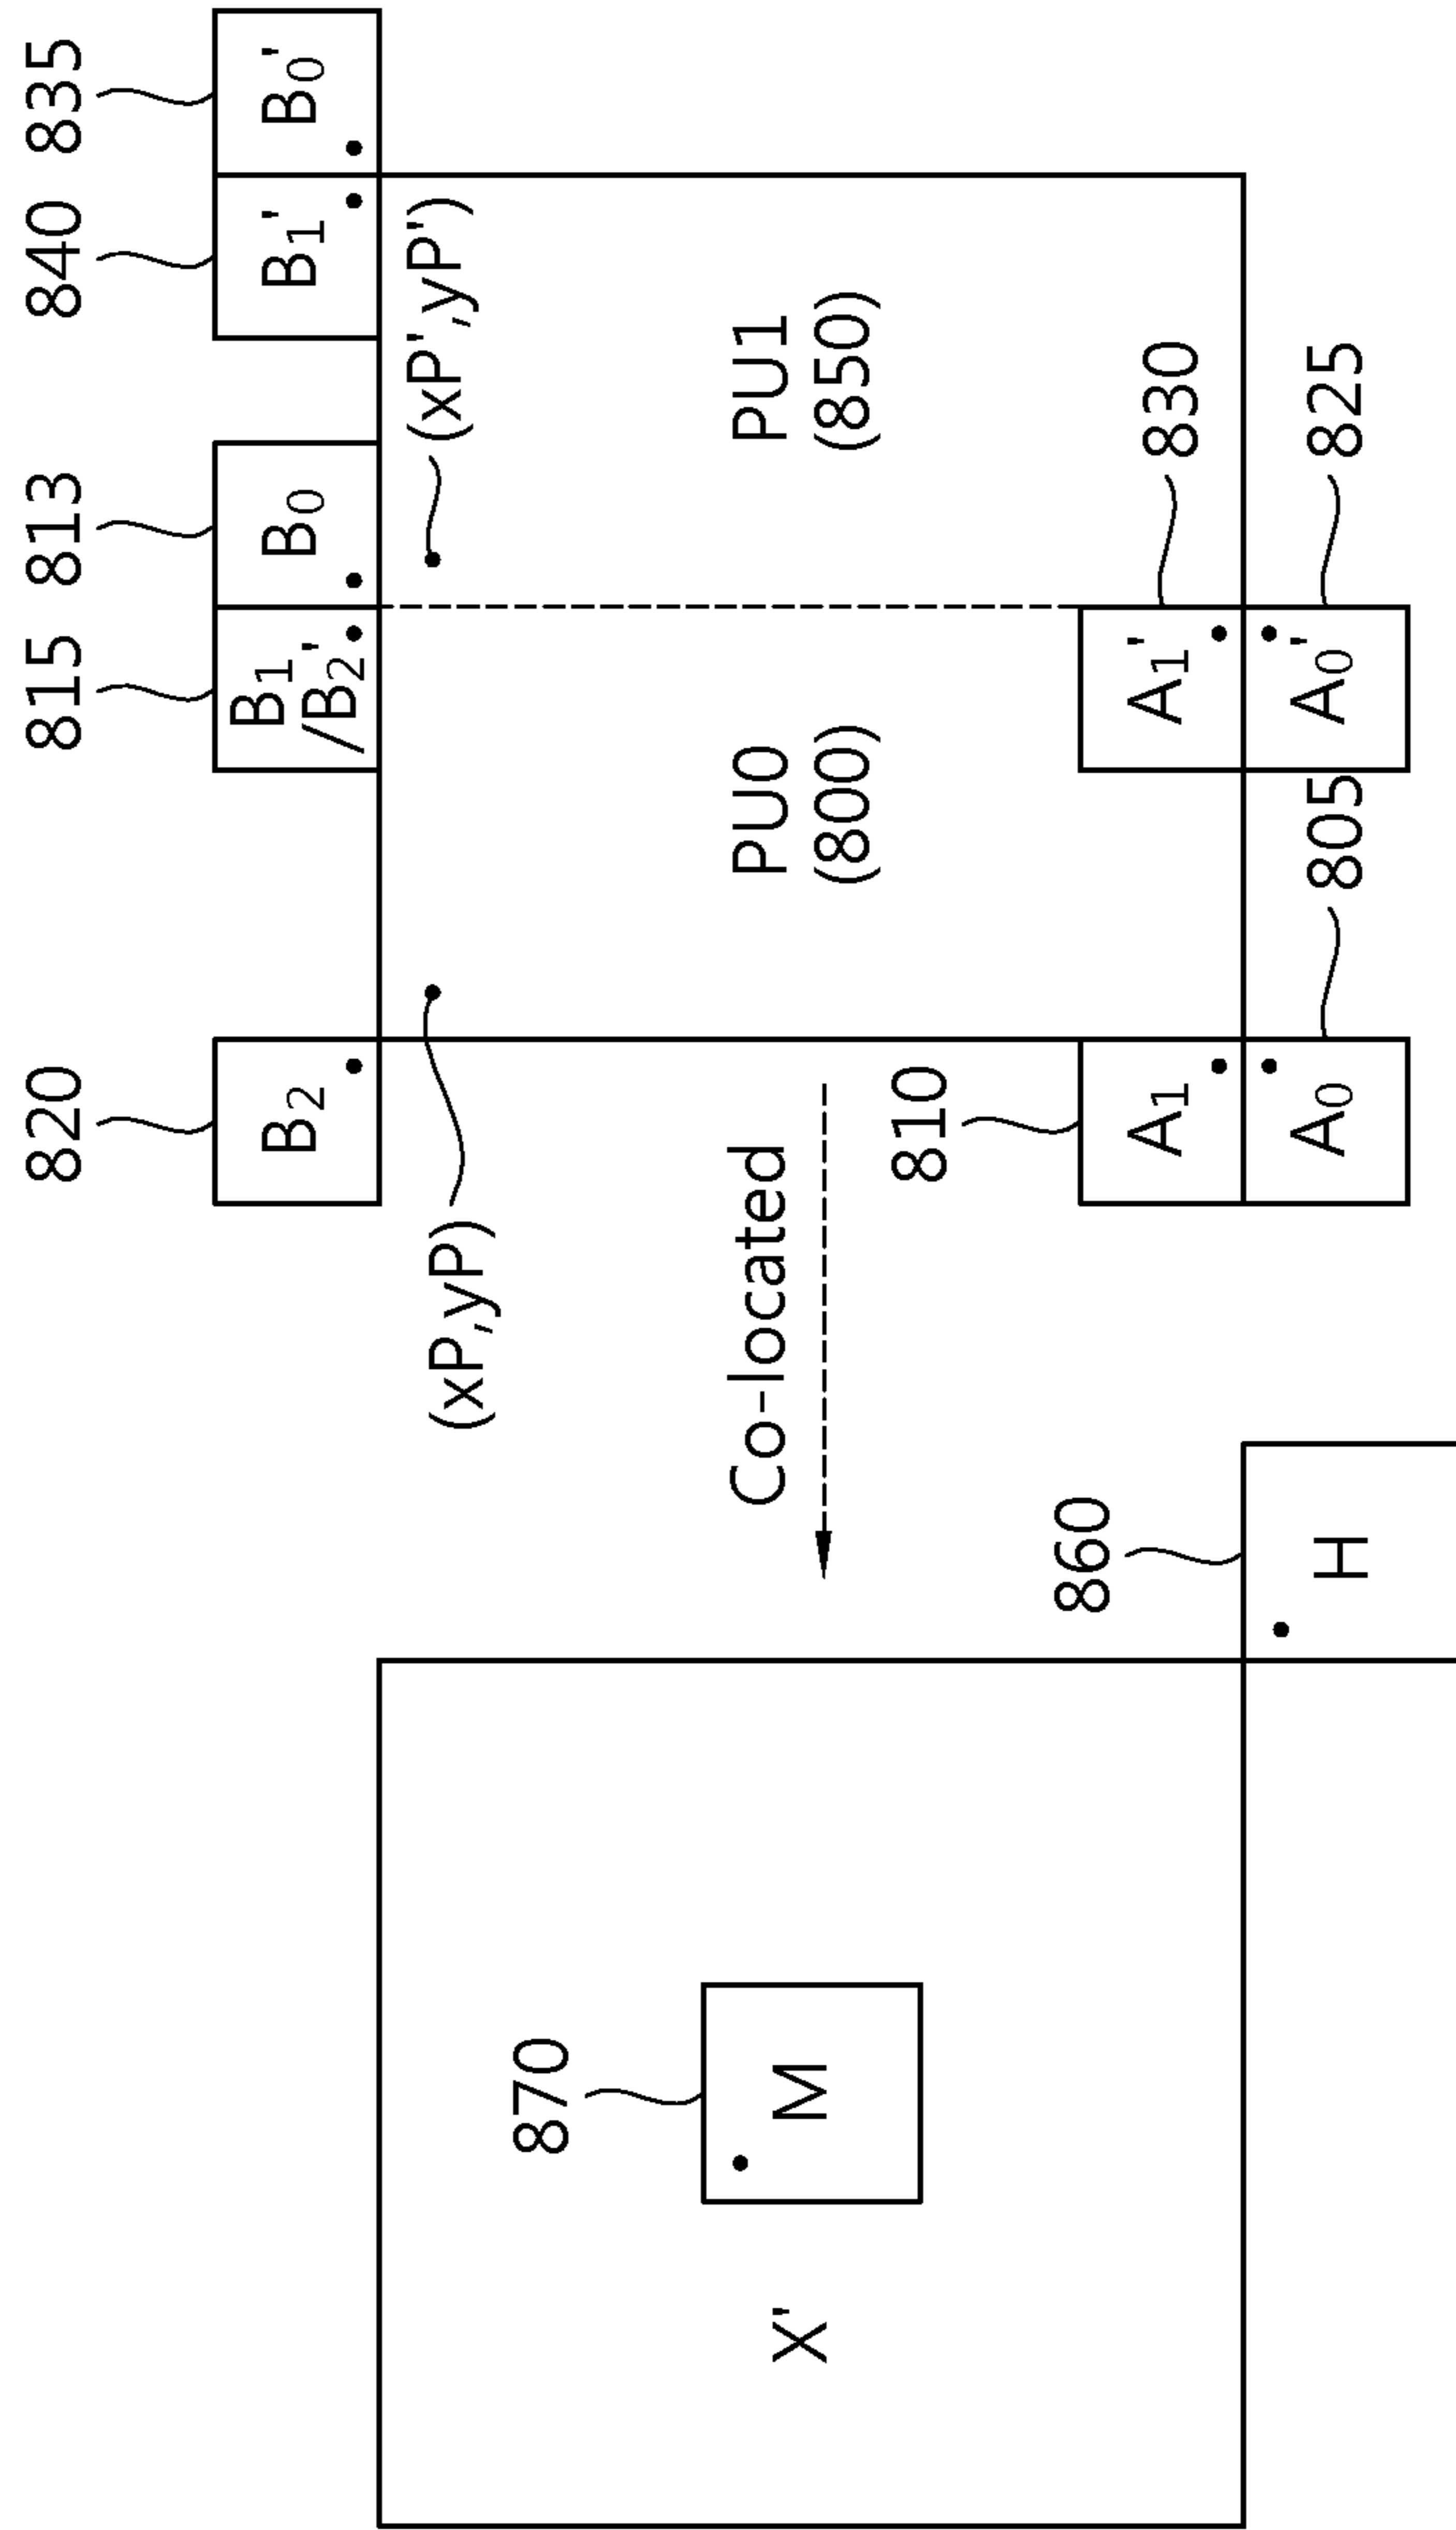 820
815
813
840
835
B2
B1
/B2'
B0
B1'
B0'
(xP,yP)
(xP',yP')
870
M
X'
Co-located
PU0
(800)
PU1
(850)
860
H
810
A1
A0
805
A1'
830
A0'
825